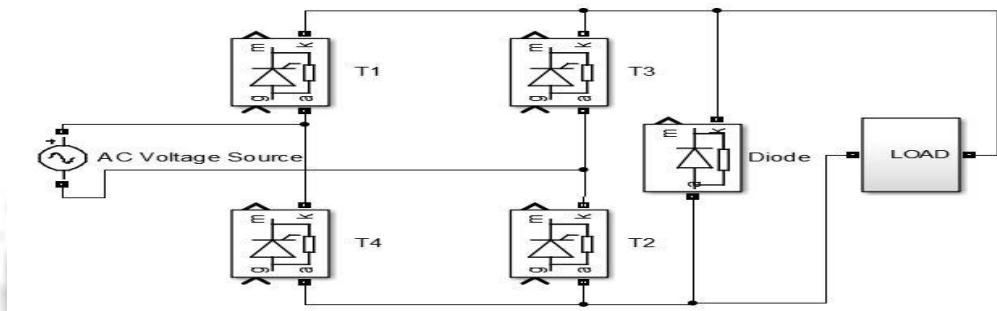 m k
g a
T1
m k
g a
T3
+
AC Voltage Source
m k
a
Diode
LOAD
m k
g a
T4
m k
g a
T2